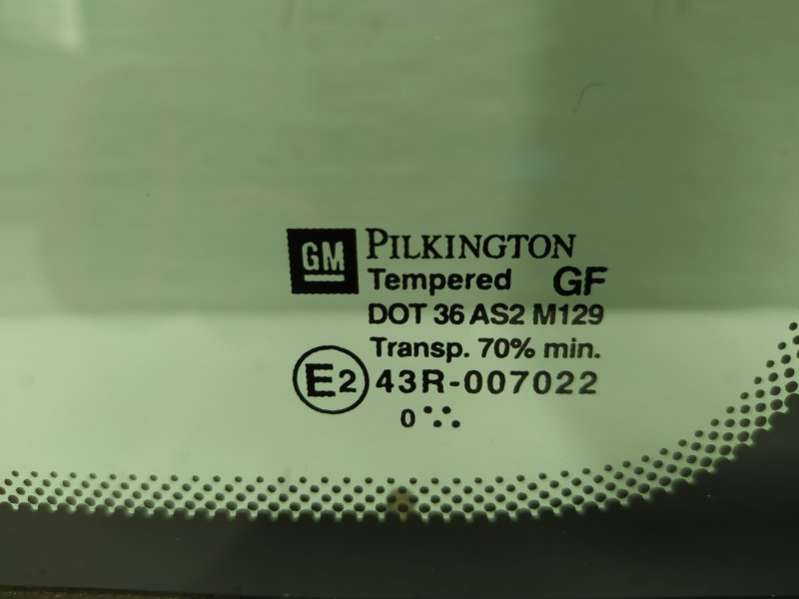 GM PILKINGTON
Tempered GF
DOT 36 AS2 M129
Transp. 70% min.
E2 43R-007022
0